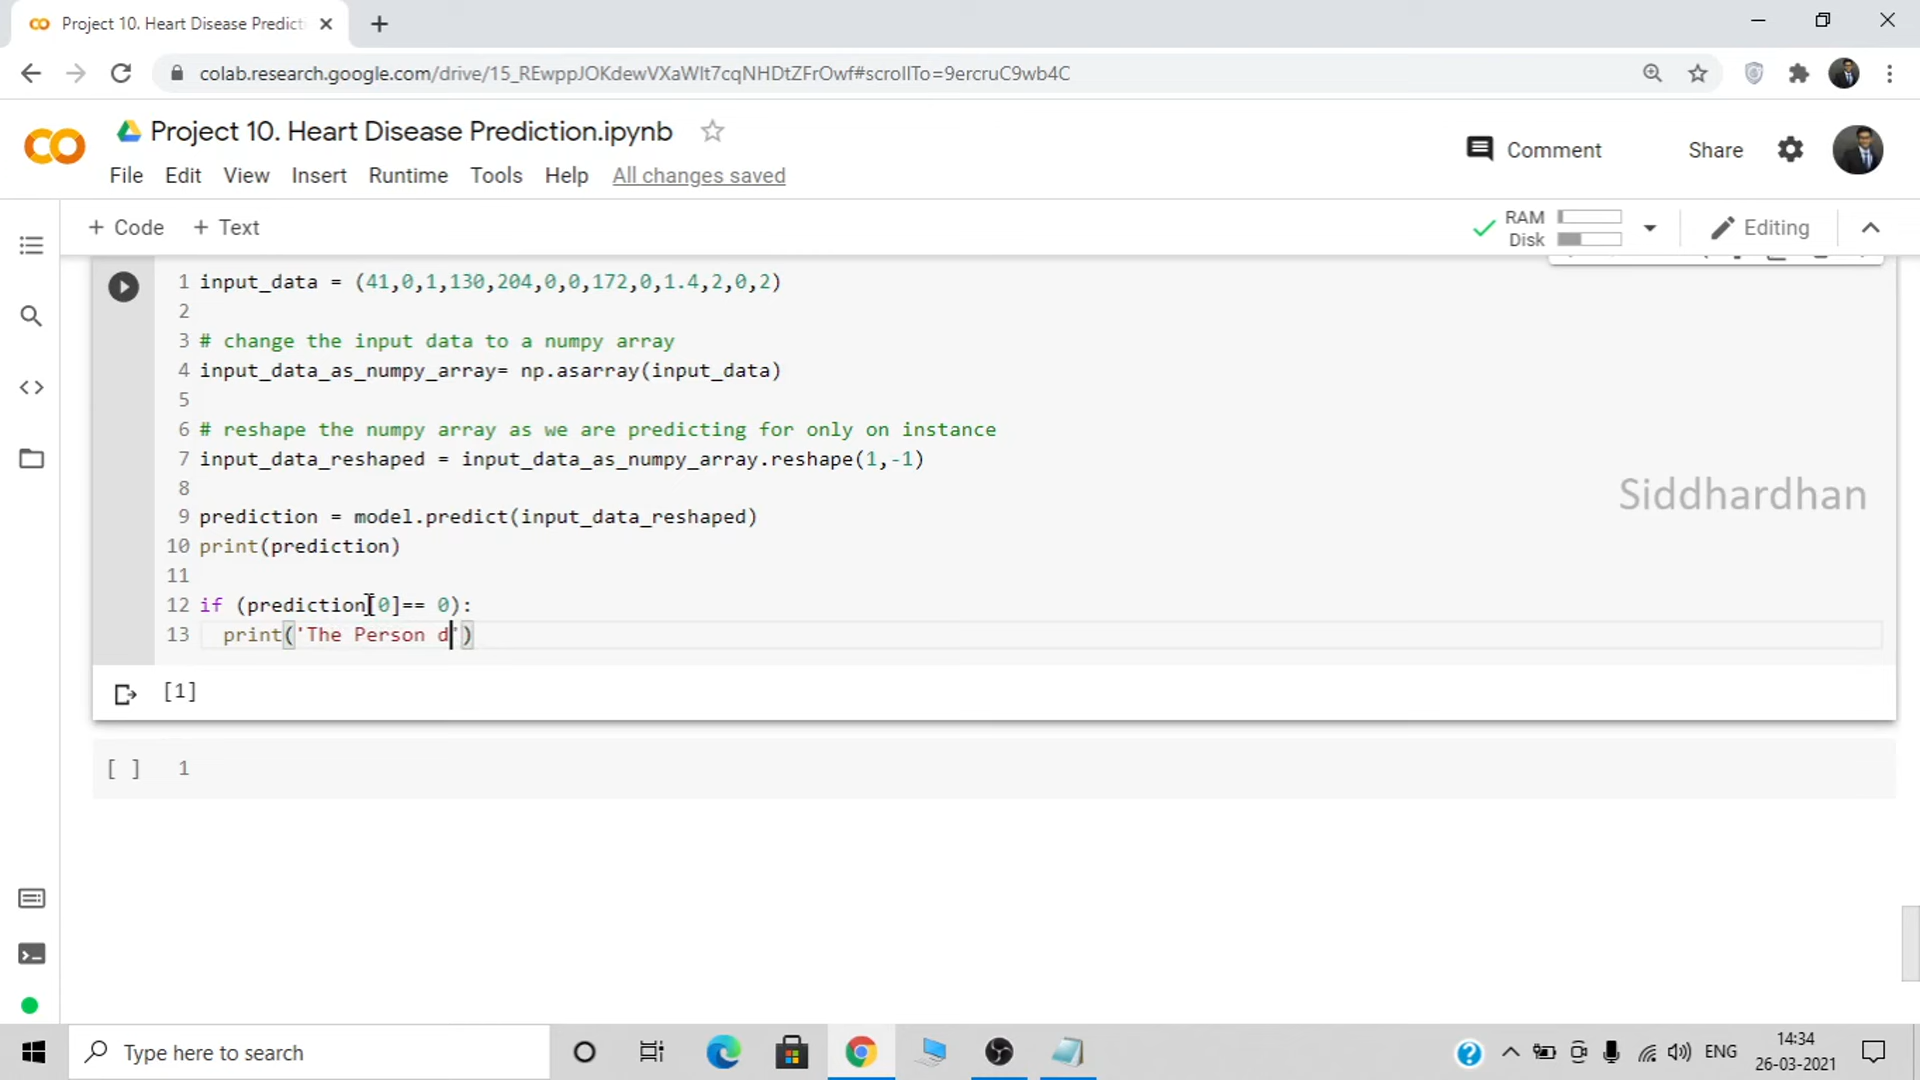 Project 10. Heart Disease Predict
colab.research.google.com/drive/15_REwppJOKdewVXaWlt7cqNHDtZFrOwf#scrollTo=9ercruC9wb4C
Project 10. Heart Disease Prediction.ipynb
Comment
Share
File Edit View Insert Runtime Tools Help All changes saved
+ Code + Text
RAM
Disk
Editing
1 input_data = (41,0,1,130,204,0,0,172,0,1.4,2,0,2)
2
3 # change the input data to a numpy array
4 input_data_as_numpy_array= np.asarray(input_data)
5
6 # reshape the numpy array as we are predicting for only on instance
7 input_data_reshaped = input_data_as_numpy_array.reshape(1,-1)
8
9 prediction = model.predict(input_data_reshaped)
10 print(prediction)
11
12 if (prediction[0]== 0):
13 print('The Person d')
Siddhardhan
[1]
[ ] 1
Type here to search
ENG
14:34
26-03-2021